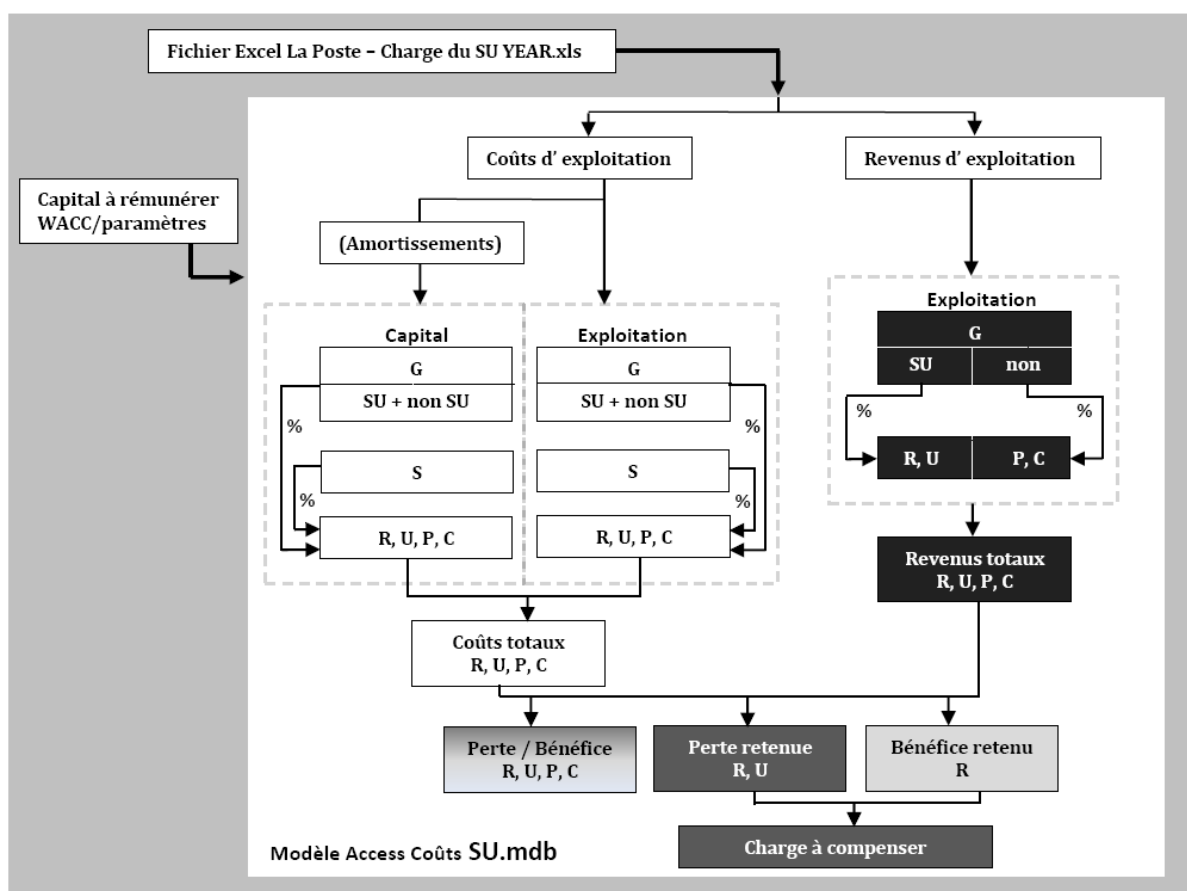 Fichier Excel La Poste – Charge du SU YEAR.xls
Coûts d' exploitation
Revenus d' exploitation
Capital à rémunérer
WACC/paramètres
(Amortissements)
Capital
G
SU + non SU
%
S
%
R, U, P, C
Exploitation
G
SU + non SU
%
S
%
R, U, P, C
Exploitation
G
SU
non
%
%
R, U
P, C
Revenus totaux
R, U, P, C
Coûts totaux
R, U, P, C
Perte / Bénéfice
R, U, P, C
Perte retenue
R, U
Bénéfice retenu
R
Charge à compenser
Modèle Access Coûts SU.mdb